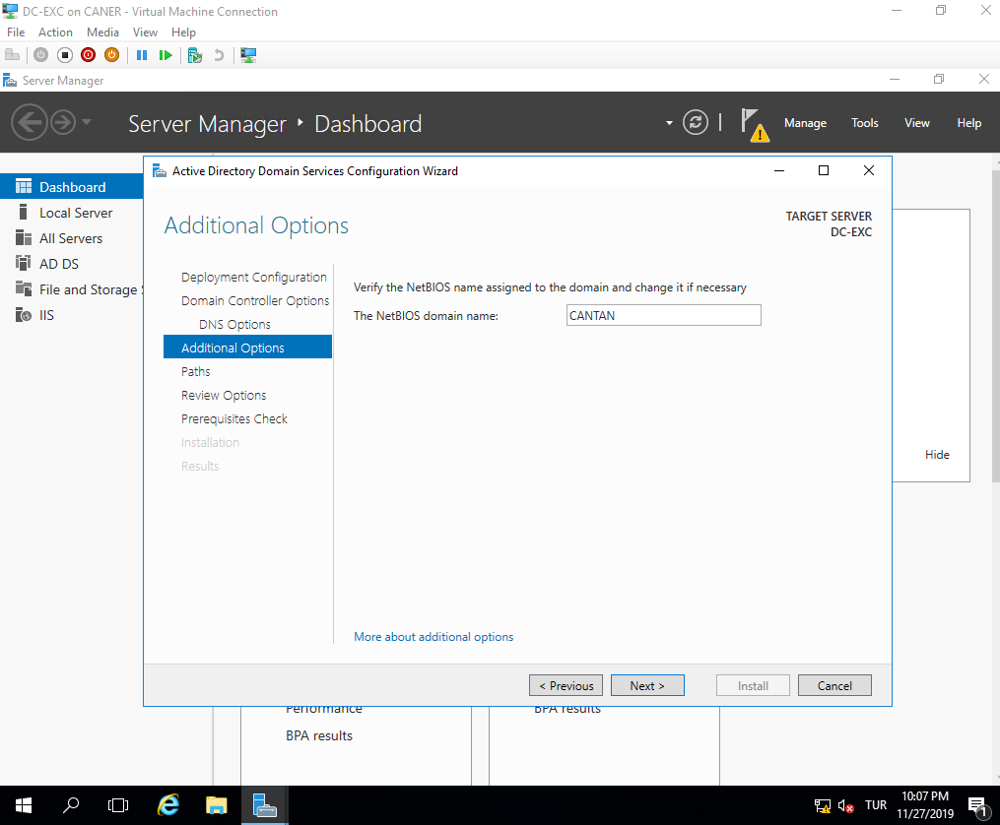 DC-EXC on CANER - Virtual Machine Connection
File Action Media View Help
Server Manager
Server Manager Dashboard
Manage Tools View Help
Active Directory Domain Services Configuration Wizard
Dashboard
Local Server
All Servers
AD DS
File and Storage
IIS
Additional Options
TARGET SERVER
DC-EXC
Deployment Configuration
Domain Controller Options
DNS Options
Additional Options
Paths
Review Options
Prerequisites Check
Installation
Results
Verify the NetBIOS name assigned to the domain and change it if necessary
The NetBIOS domain name: CANTAN
Hide
More about additional options
< Previous Next > Install Cancel
Performance
BPA results
BPA results
TUR
10:07 PM
11/27/2019
1